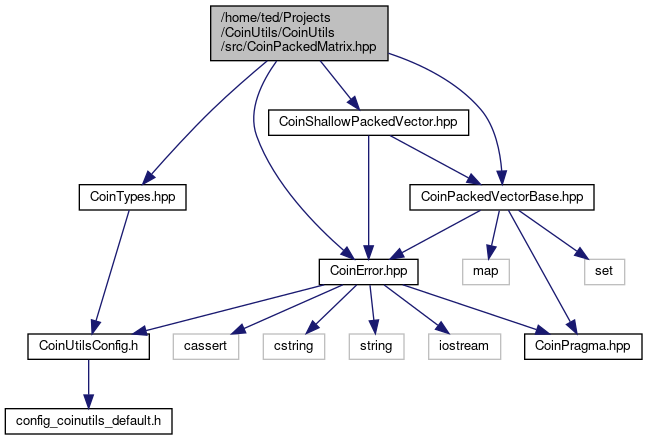 /home/ted/Projects
/CoinUtils/CoinUtils
/src/CoinPackedMatrix.hpp
CoinShallowPackedVector.hpp
CoinTypes.hpp
CoinPackedVectorBase.hpp
CoinError.hpp
map
set
CoinUtilsConfig.h
cassert
cstring
string
iostream
CoinPragma.hpp
config_coinutils_default.h